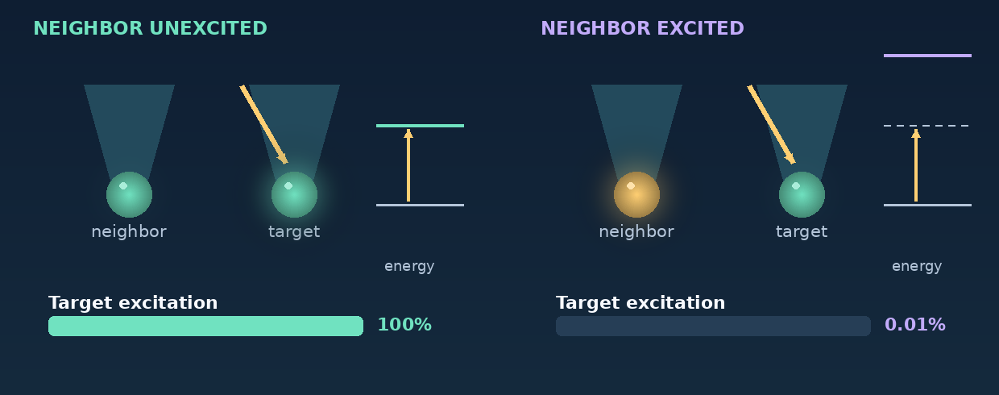 NEIGHBOR UNEXCITED
neighbor
target
energy
Target excitation
100%
NEIGHBOR EXCITED
neighbor
target
energy
Target excitation
0.01%